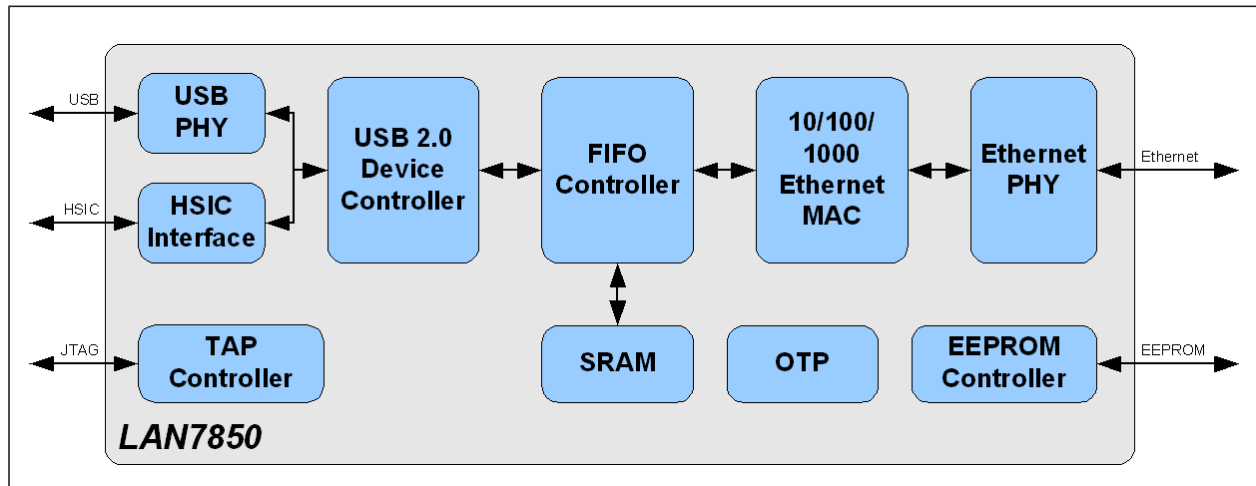 USB
USB
PHY
HSIC
HSIC
Interface
USB 2.0
Device
Controller
FIFO
Controller
10/100/
1000
Ethernet
MAC
Ethernet
PHY
Ethernet
JTAG
TAP
Controller
SRAM
OTP
EEPROM
Controller
EEPROM
LAN7850